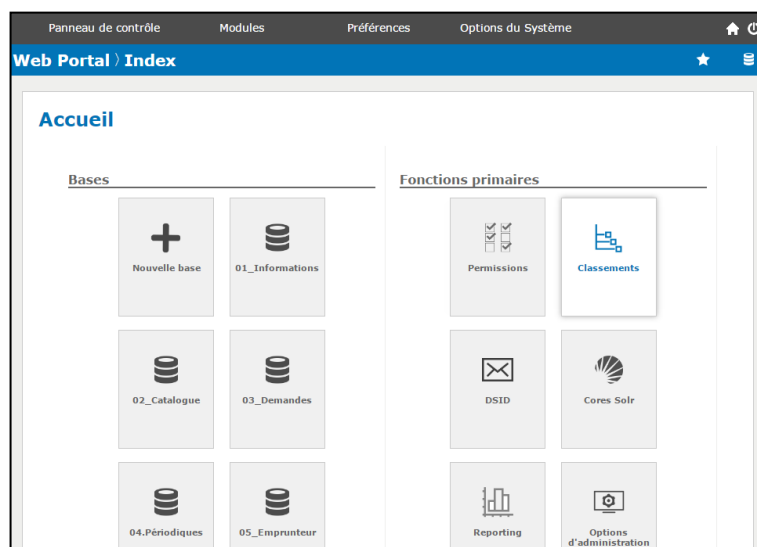 Panneau de contrôle Modules Préférences Options du Système
Web Portal 〉Index
Accueil
Bases
Fonctions primaires
Nouvelle base
01_Informations
Permissions
Classements
02_Catalogue
03_Demandes
DSID
Cores Solr
04.Périodiques
05_Emprunteur
Reporting
Options
d'administration